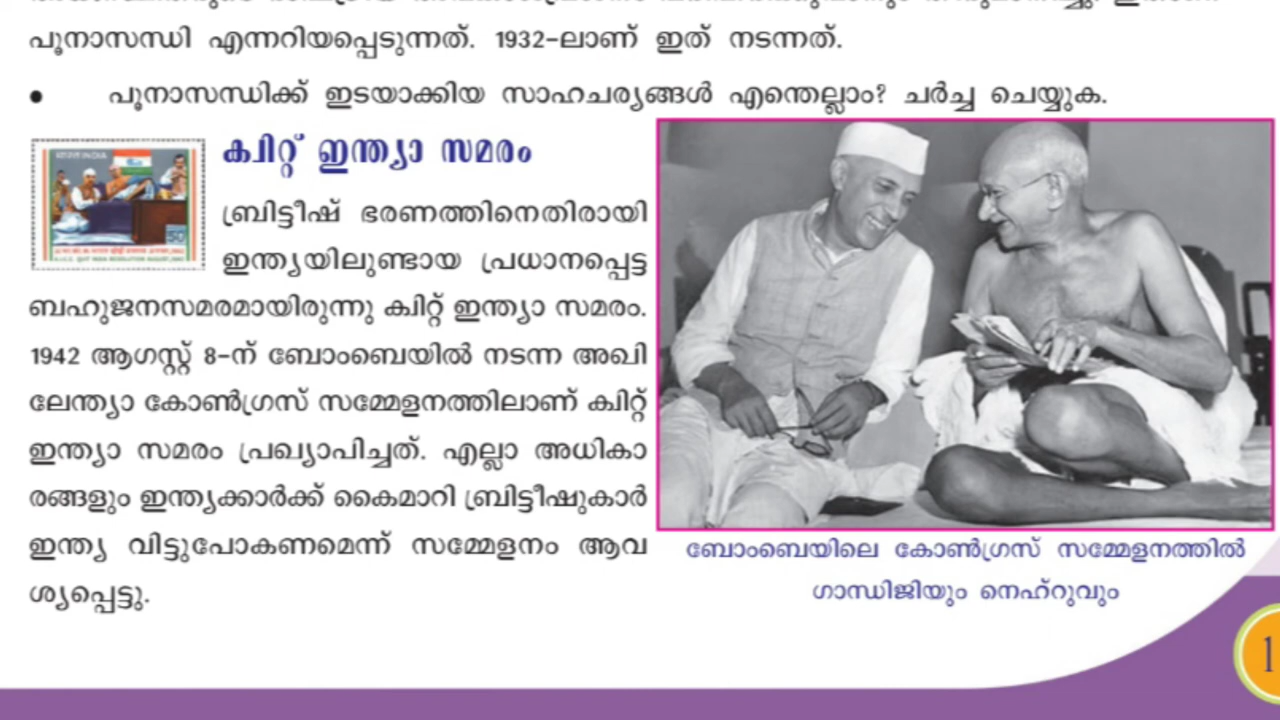 പൂനാസന്ധി എന്നറിയപ്പെടുന്നത്. 1932-ലാണ് ഇത് നടന്നത്.
• പൂനാസന്ധിക്ക് ഇടയാക്കിയ സാഹചര്യങ്ങൾ എന്തെല്ലാം? ചർച്ച ചെയ്യുക.
ക്വിറ്റ് ഇന്ത്യാ സമരം
ബ്രിട്ടീഷ് ഭരണത്തിനെതിരായി
ഇന്ത്യയിലുണ്ടായ പ്രധാനപ്പെട്ട
ബഹുജനസമരമായിരുന്നു ക്വിറ്റ് ഇന്ത്യാ സമരം.
1942 ആഗസ്റ്റ് 8-ന് ബോംബെയിൽ നടന്ന അഖി
ലേന്ത്യാ കോൺഗ്രസ് സമ്മേളനത്തിലാണ് ക്വിറ്റ്
ഇന്ത്യാ സമരം പ്രഖ്യാപിച്ചത്. എല്ലാ അധികാ
രങ്ങളും ഇന്ത്യക്കാർക്ക് കൈമാറി ബ്രിട്ടീഷുകാർ
ഇന്ത്യ വിട്ടുപോകണമെന്ന് സമ്മേളനം ആവ
ശ്യപ്പെട്ടു.
भारत INDIA
ബോംബെയിലെ കോൺഗ്രസ് സമ്മേളനത്തിൽ
ഗാന്ധിജിയും നെഹ്റുവും